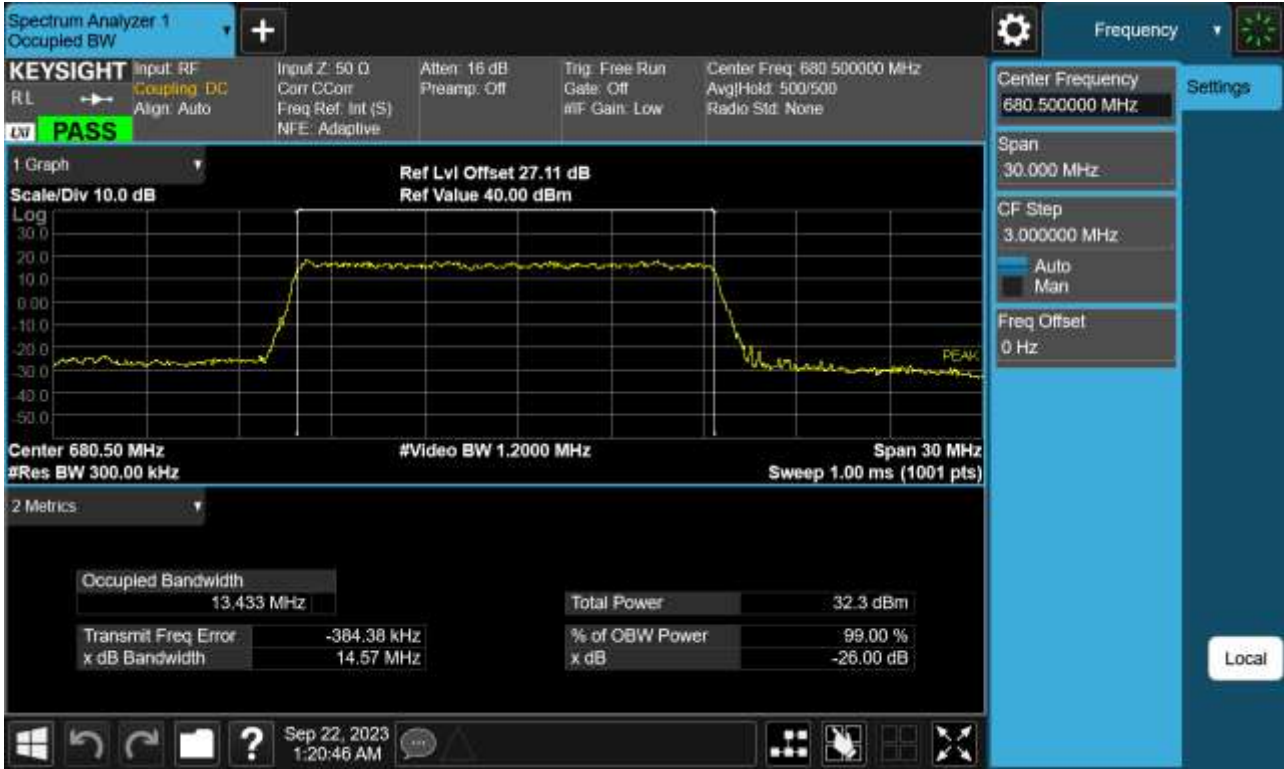 Spectrum Analyzer 1
Occupied BW
Frequency
KEYSIGHT
RL
LXI PASS
Input: RF
Coupling: DC
Align: Auto
Input Z: 50 Ω
Corr CCorr
Freq Ref: Int (S)
NFE: Adaptive
Atten: 16 dB
Preamp: Off
Trig: Free Run
Gate: Off
#IF Gain: Low
Center Freq: 680.500000 MHz
Avg|Hold: 500/500
Radio Std: None
1 Graph
Scale/Div 10.0 dB
Ref Lvl Offset 27.11 dB
Ref Value 40.00 dBm
Log
30.0
20.0
10.0
0.00
-10.0
-20.0
-30.0
-40.0
-50.0
PEAK
Center 680.50 MHz
#Res BW 300.00 kHz
#Video BW 1.2000 MHz
Span 30 MHz
Sweep 1.00 ms (1001 pts)
2 Metrics
Occupied Bandwidth
13.433 MHz
Transmit Freq Error -384.38 kHz
x dB Bandwidth 14.57 MHz
Total Power 32.3 dBm
% of OBW Power 99.00 %
x dB -26.00 dB
Center Frequency
680.500000 MHz
Span
30.000 MHz
CF Step
3.000000 MHz
Auto
Man
Freq Offset
0 Hz
Settings
Local
?
Sep 22, 2023
1:20:46 AM